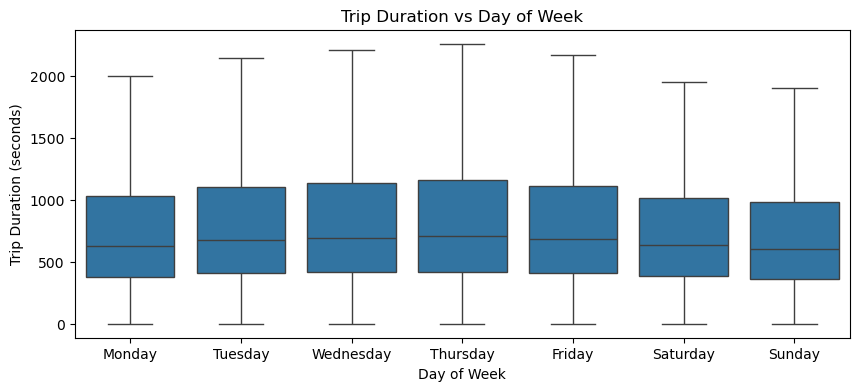 Trip Duration vs Day of Week
Trip Duration (seconds)
2000
1500
1000
500
0
Monday Tuesday Wednesday Thursday Friday Saturday Sunday
Day of Week